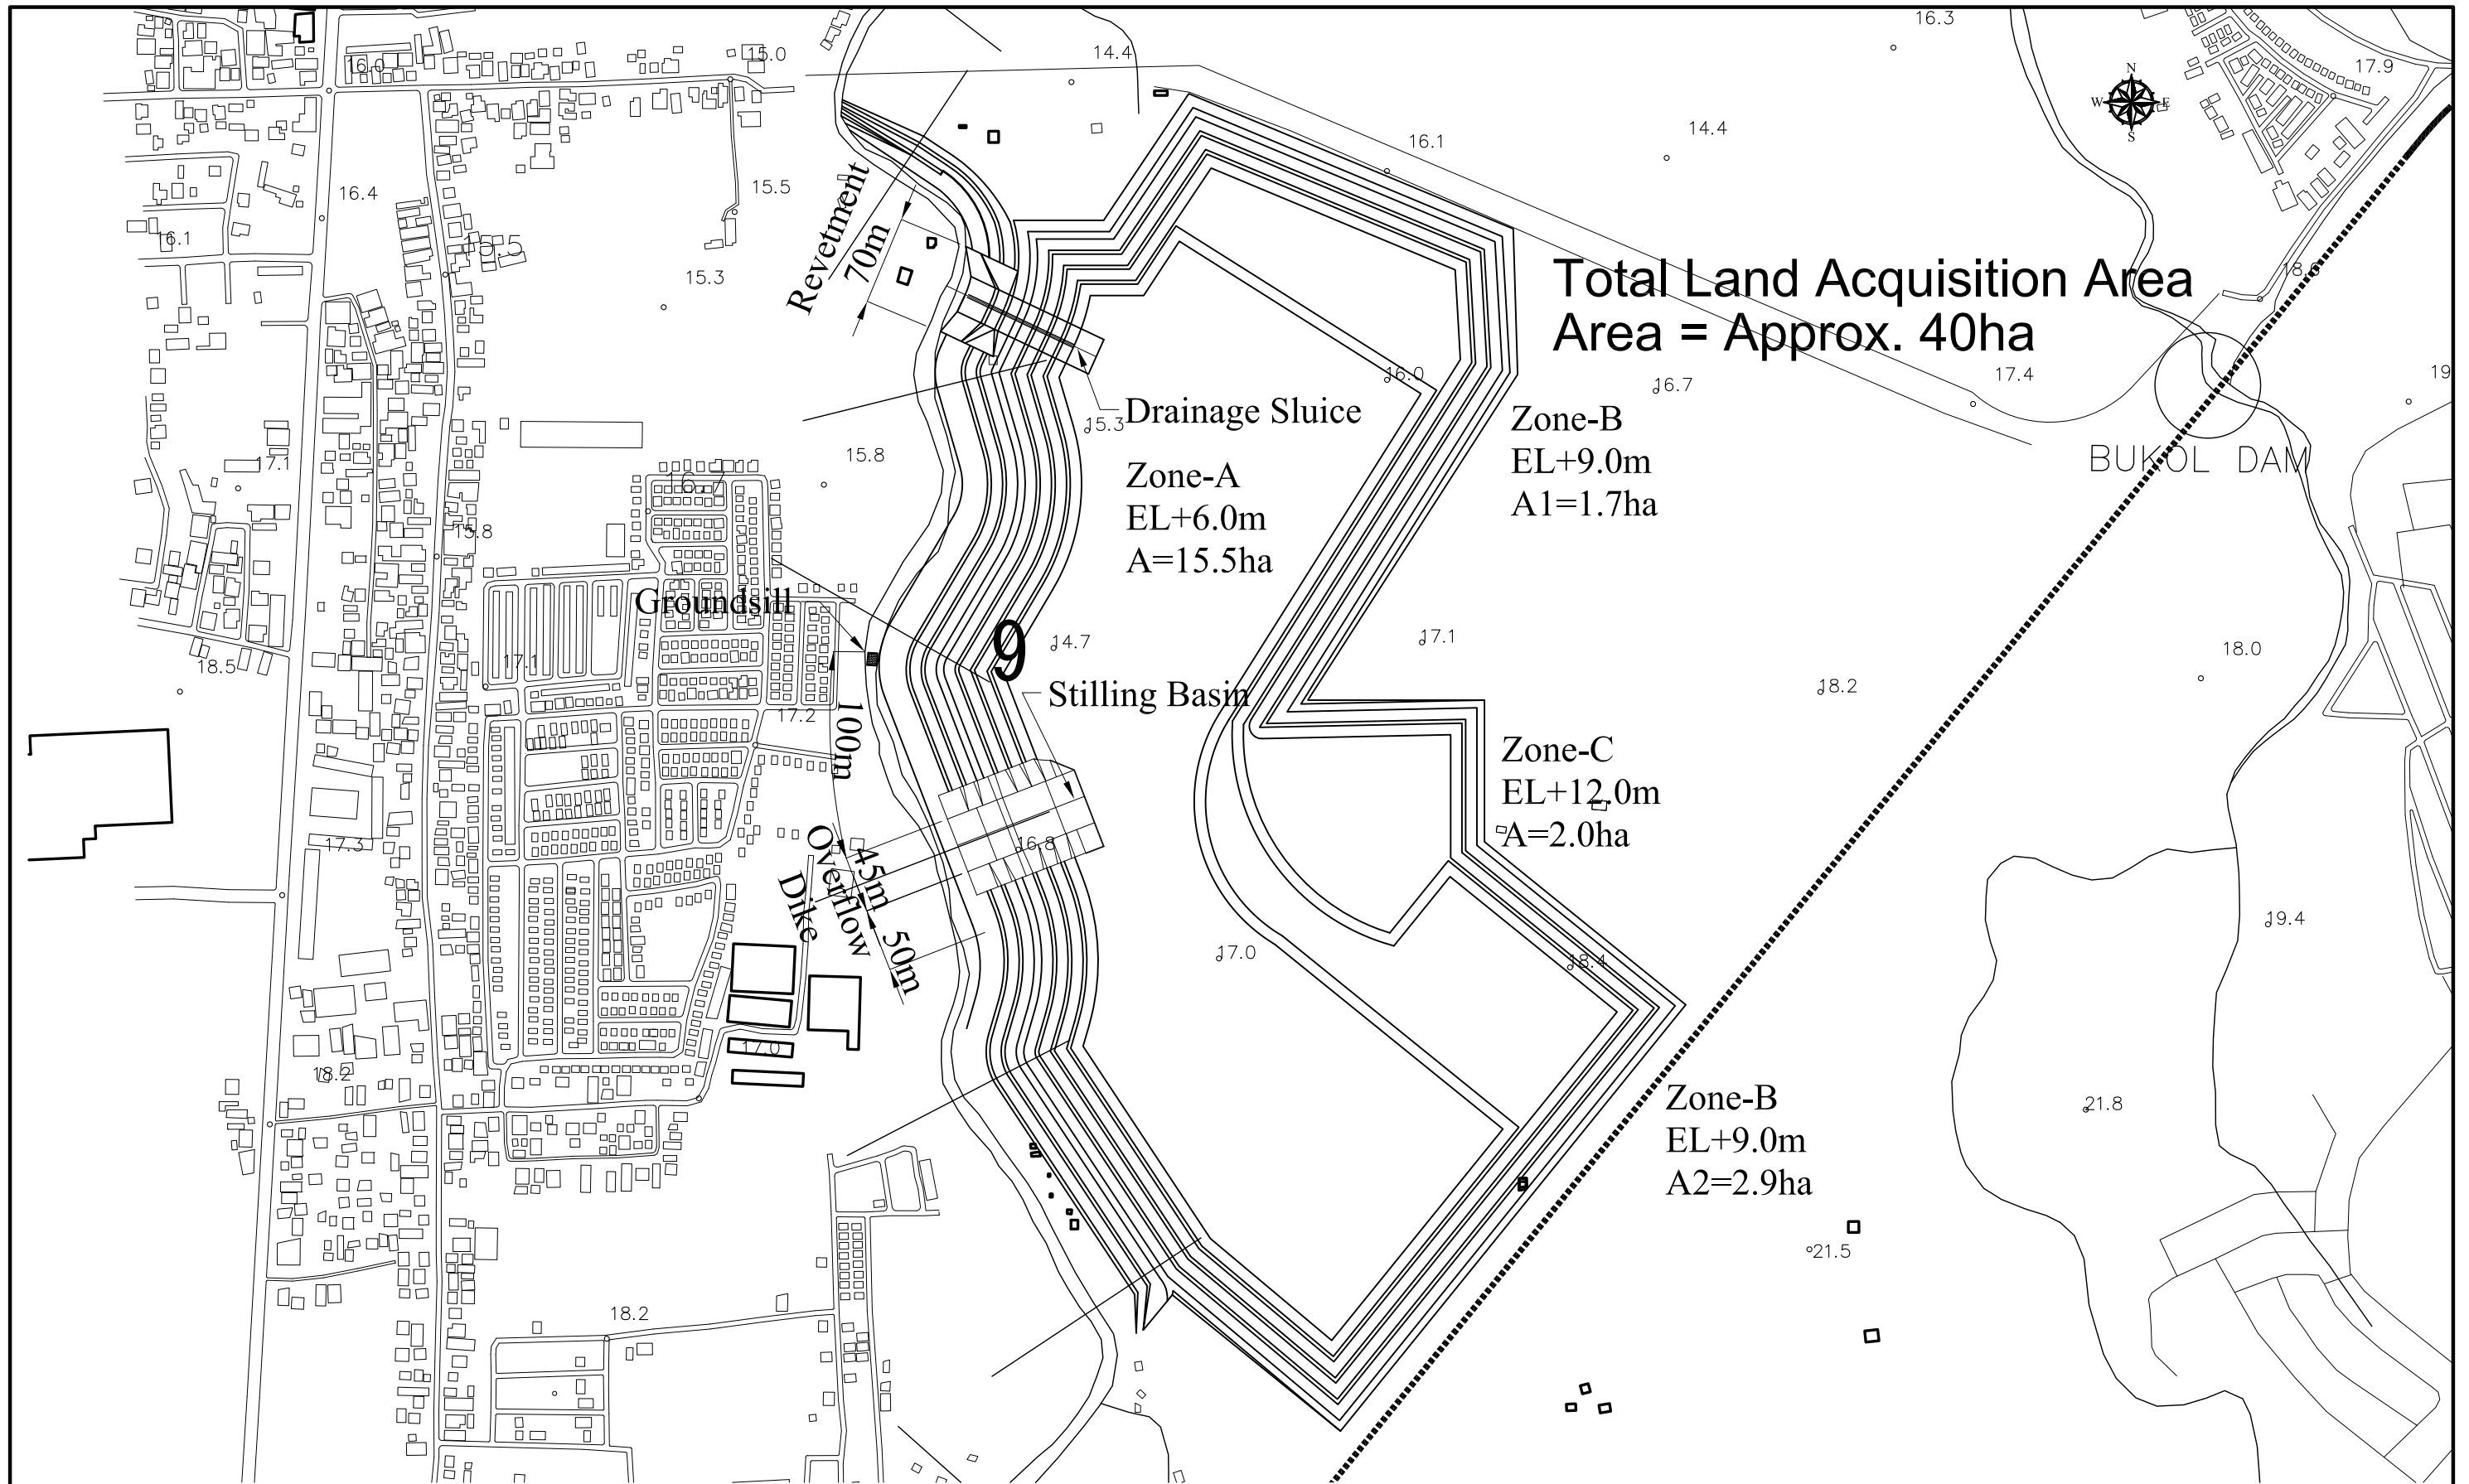 16.3
15.0
14.4
16.0
17.9
N
W
E
S
14.4
16.1
16.4
15.5
16.1
15.5
15.3
Revetment
70m
Total Land Acquisition Area
Area = Approx. 40ha
17.4
16.0
16.7
19
Drainage Sluice
15.3
Zone-B
EL+9.0m
A1=1.7ha
15.8
17.1
BUKOL DAM
Zone-A
EL+6.0m
A=15.5ha
16.7
15.8
Groundsill
9
14.7
17.1
18.0
18.5
17.1
18.2
Stilling Basin
17.2
100m
Zone-C
EL+12.0m
A=2.0ha
17.3
16.8
45m
Overflow
Dike
50m
19.4
17.0
18.4
17.0
18.2
Zone-B
EL+9.0m
A2=2.9ha
21.8
21.5
18.2